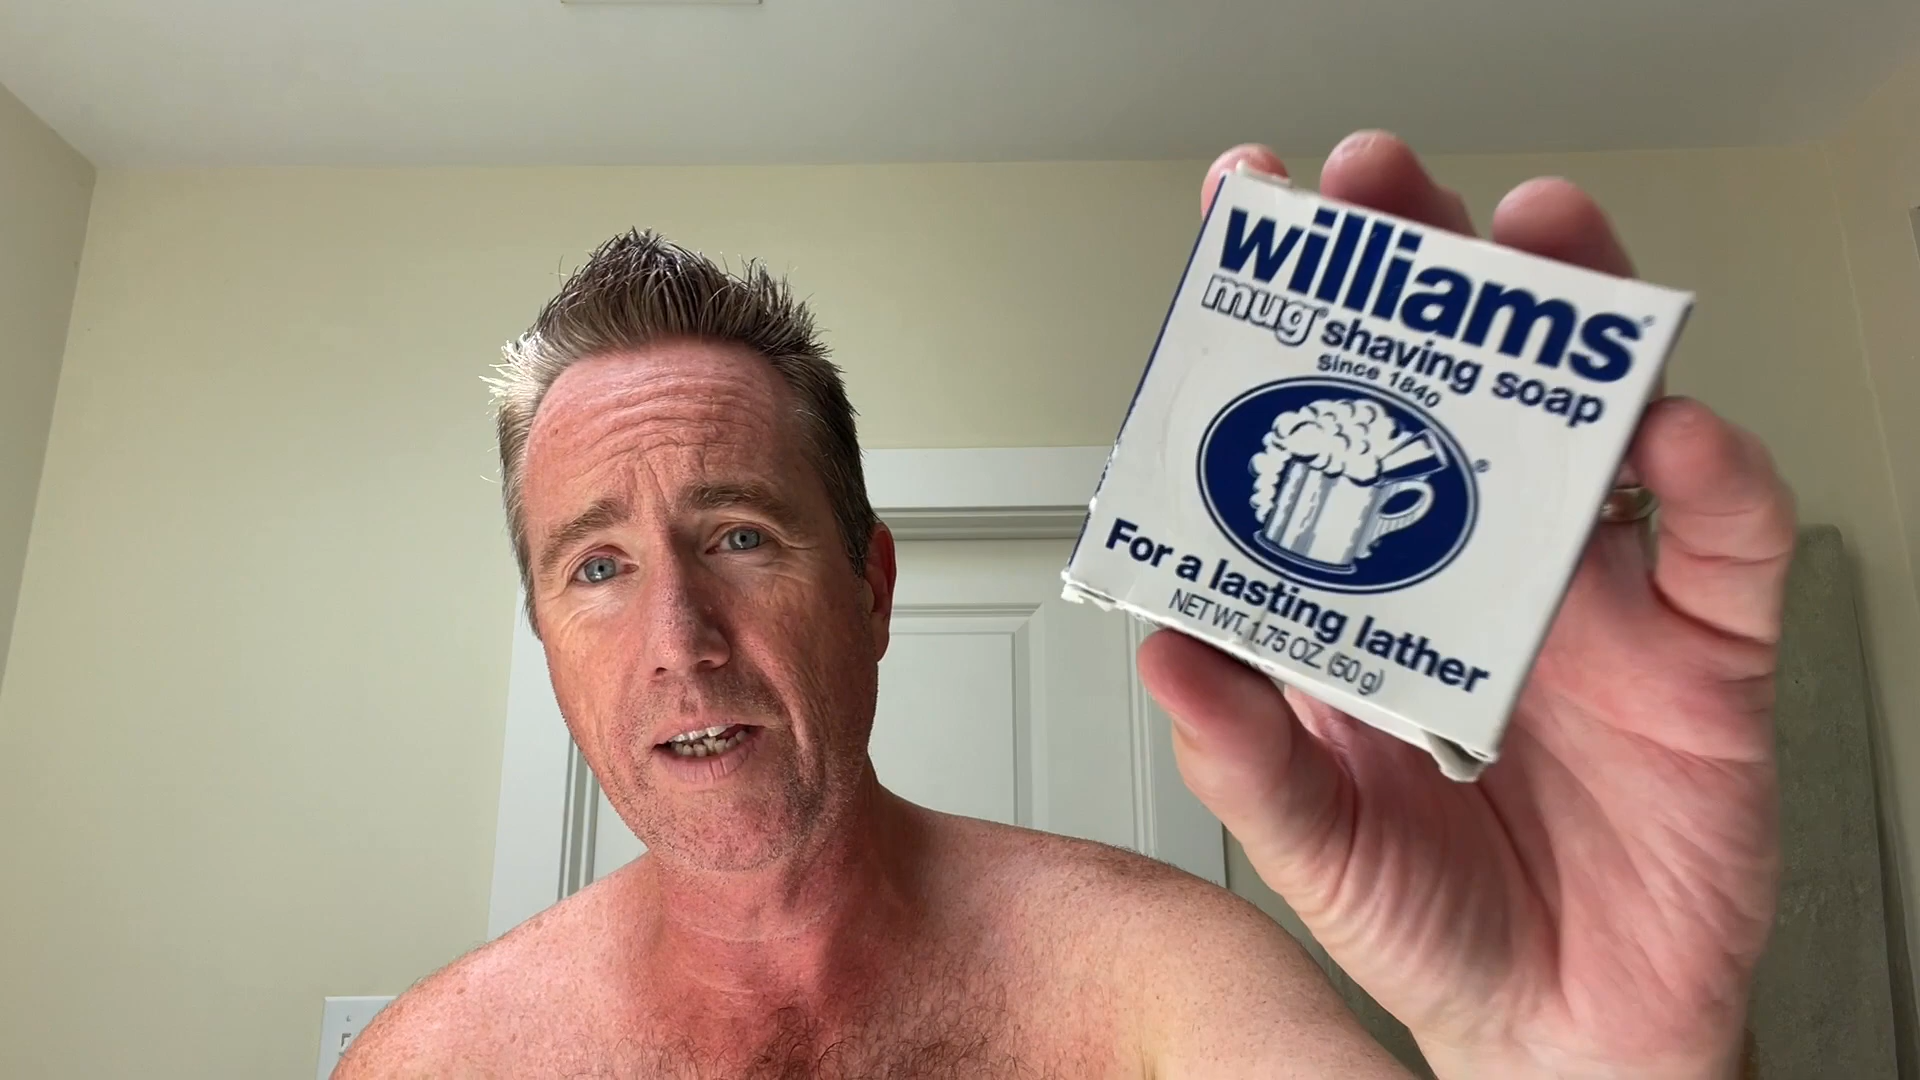 williams®
mug® shaving soap
Since 1840
®
For a lasting lather
NET WT. 1.75 OZ (50 g)